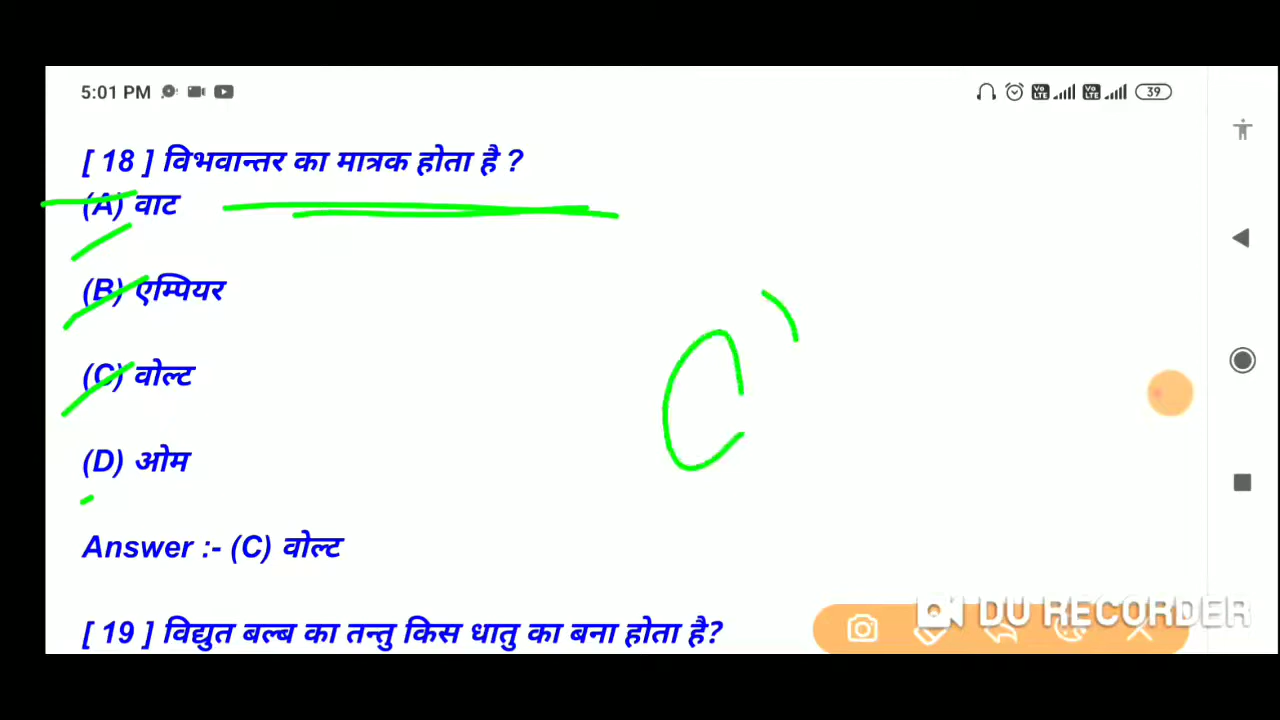 5:01 PM 39
[ 18 ] विभवान्तर का मात्रक होता है ?
(A) वाट
(B) एम्पियर
(C) वोल्ट
(D) ओम
Answer :- (C) वोल्ट
[ 19 ] विद्युत बल्ब का तन्तु किस धातु का बना होता है?
DU RECORDER